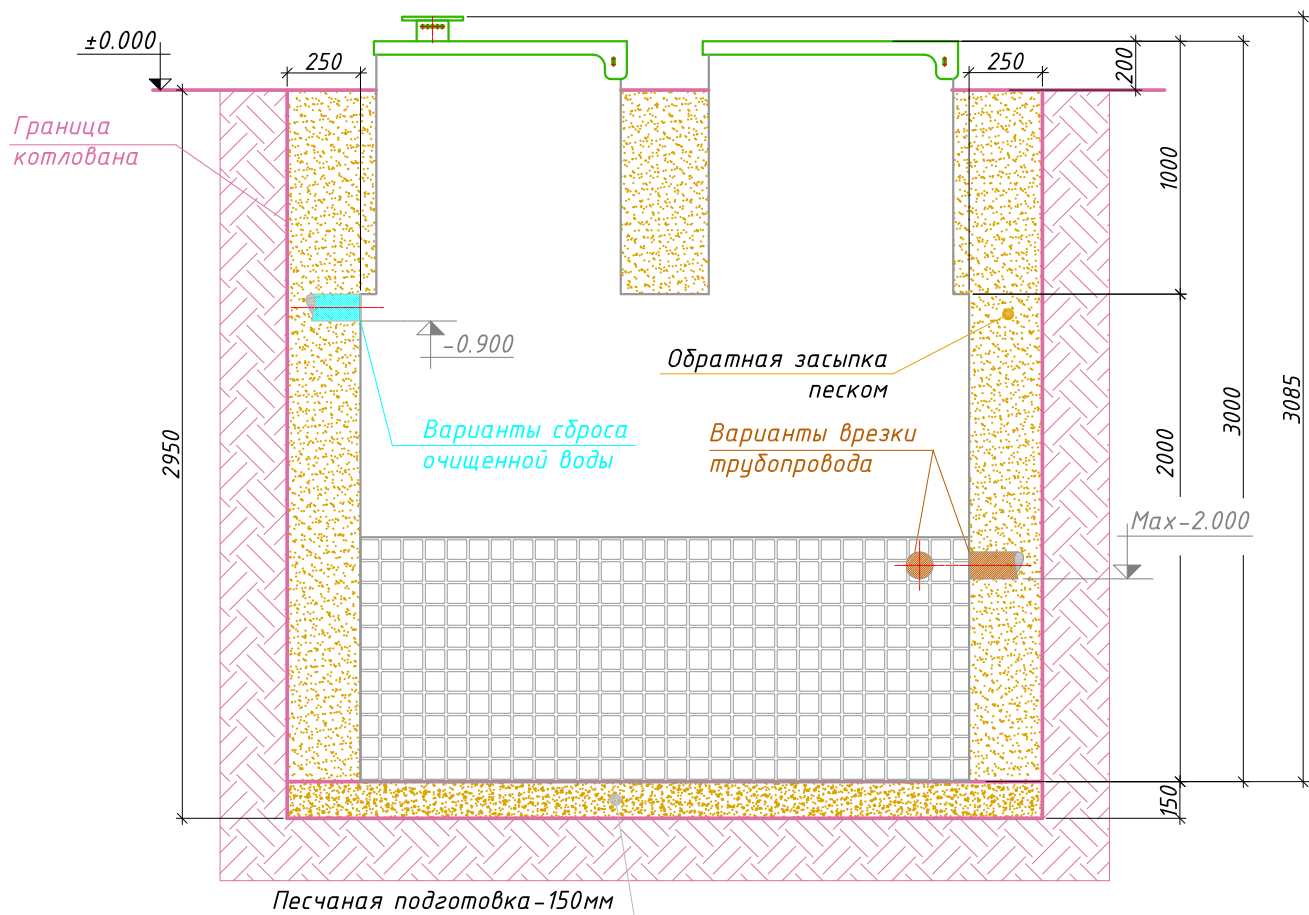 ±0.000
250
250
200
Граница
котлована
1000
-0.900
Обратная засыпка
песком
3085
3000
2950
Варианты сброса
очищенной воды
Варианты врезки
трубопровода
2000
Max-2.000
150
Песчаная подготовка-150мм